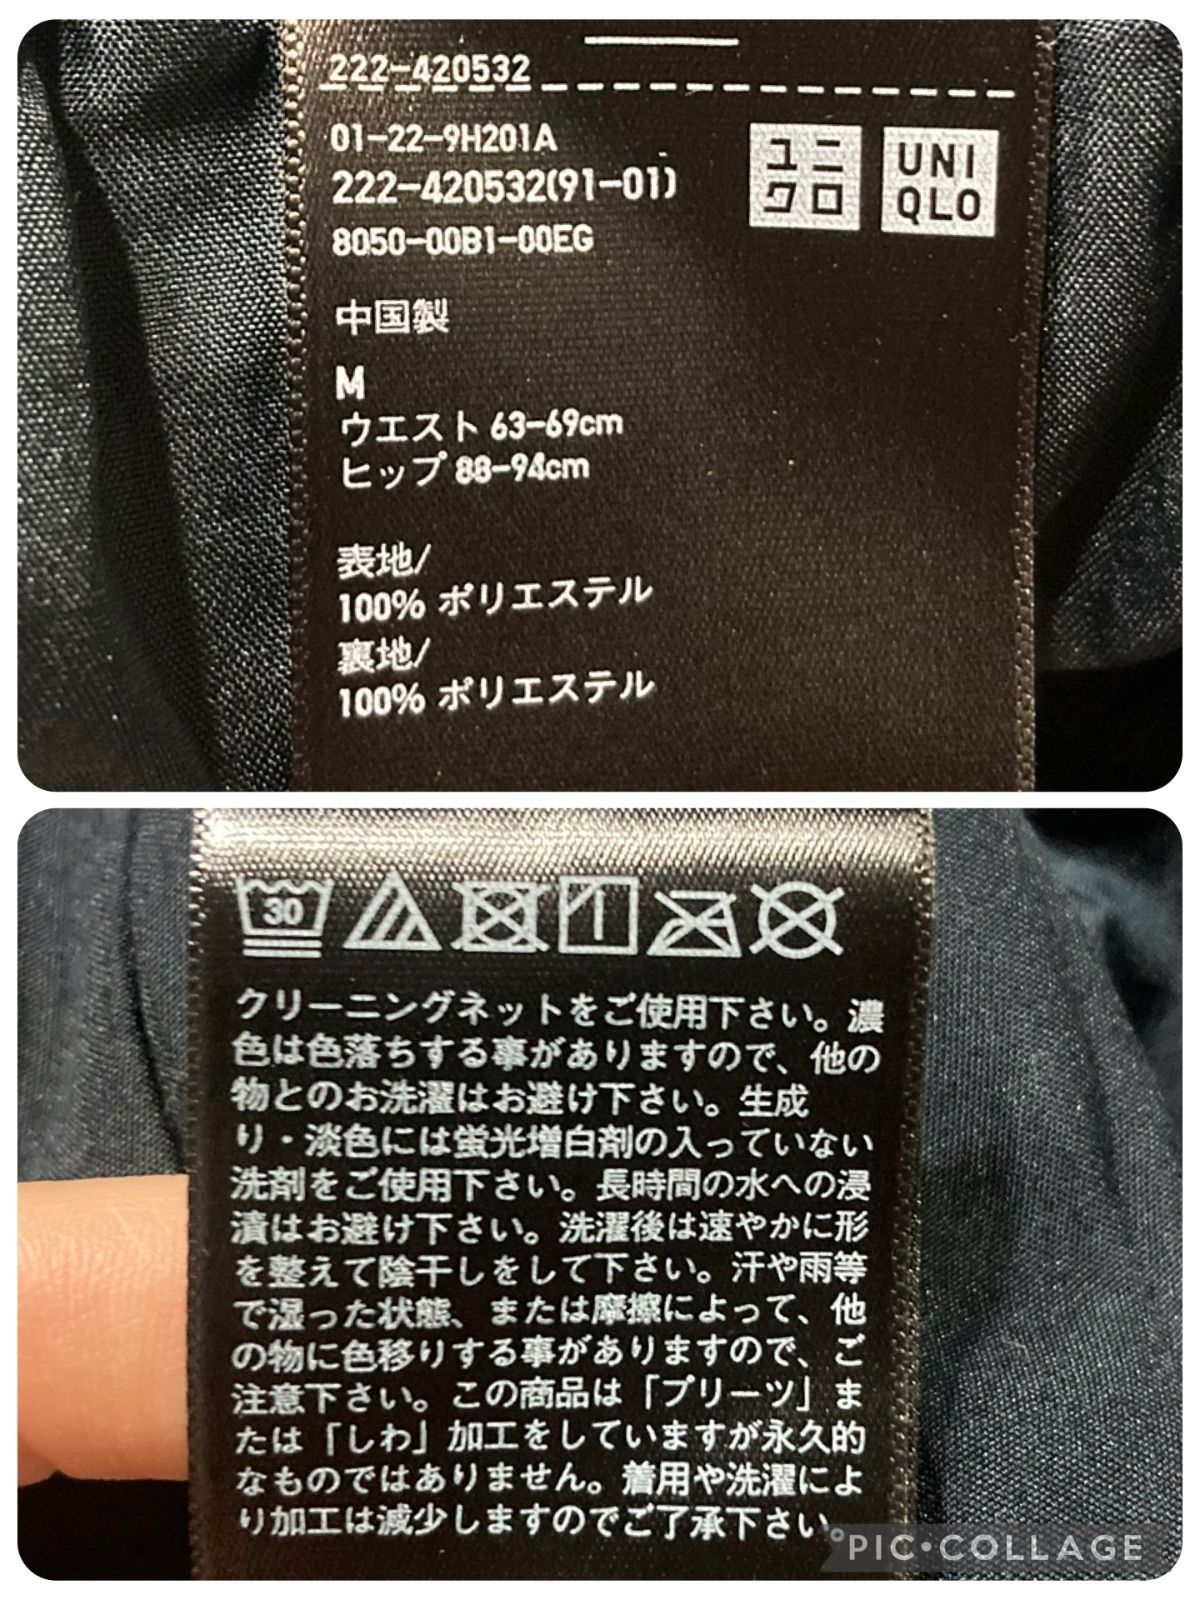 222-420532
01-22-9H201A
222-420532(91-01)
8050-00B1-00EG
ユニ
クロ
UNI
QLO
中国製
M
ウエスト 63-69cm
ヒップ 88-94cm
表地/
100% ポリエステル
裏地/
100% ポリエステル
30
クリーニングネットをご使用下さい。濃
色は色落ちする事がありますので、他の
物とのお洗濯はお避け下さい。生成
り・淡色には蛍光増白剤の入っていない
洗剤をご使用下さい。長時間の水への浸
漬はお避け下さい。洗濯後は速やかに形
を整えて陰干しをして下さい。汗や雨等
で湿った状態、または摩擦によって、他
の物に色移りする事がありますので、ご
注意下さい。この商品は「プリーツ」ま
たは「しわ」加工をしていますが永久的
なものではありません。着用や洗濯によ
り加工は減少しますのでご了承下さい。
PIC•COLLAGE